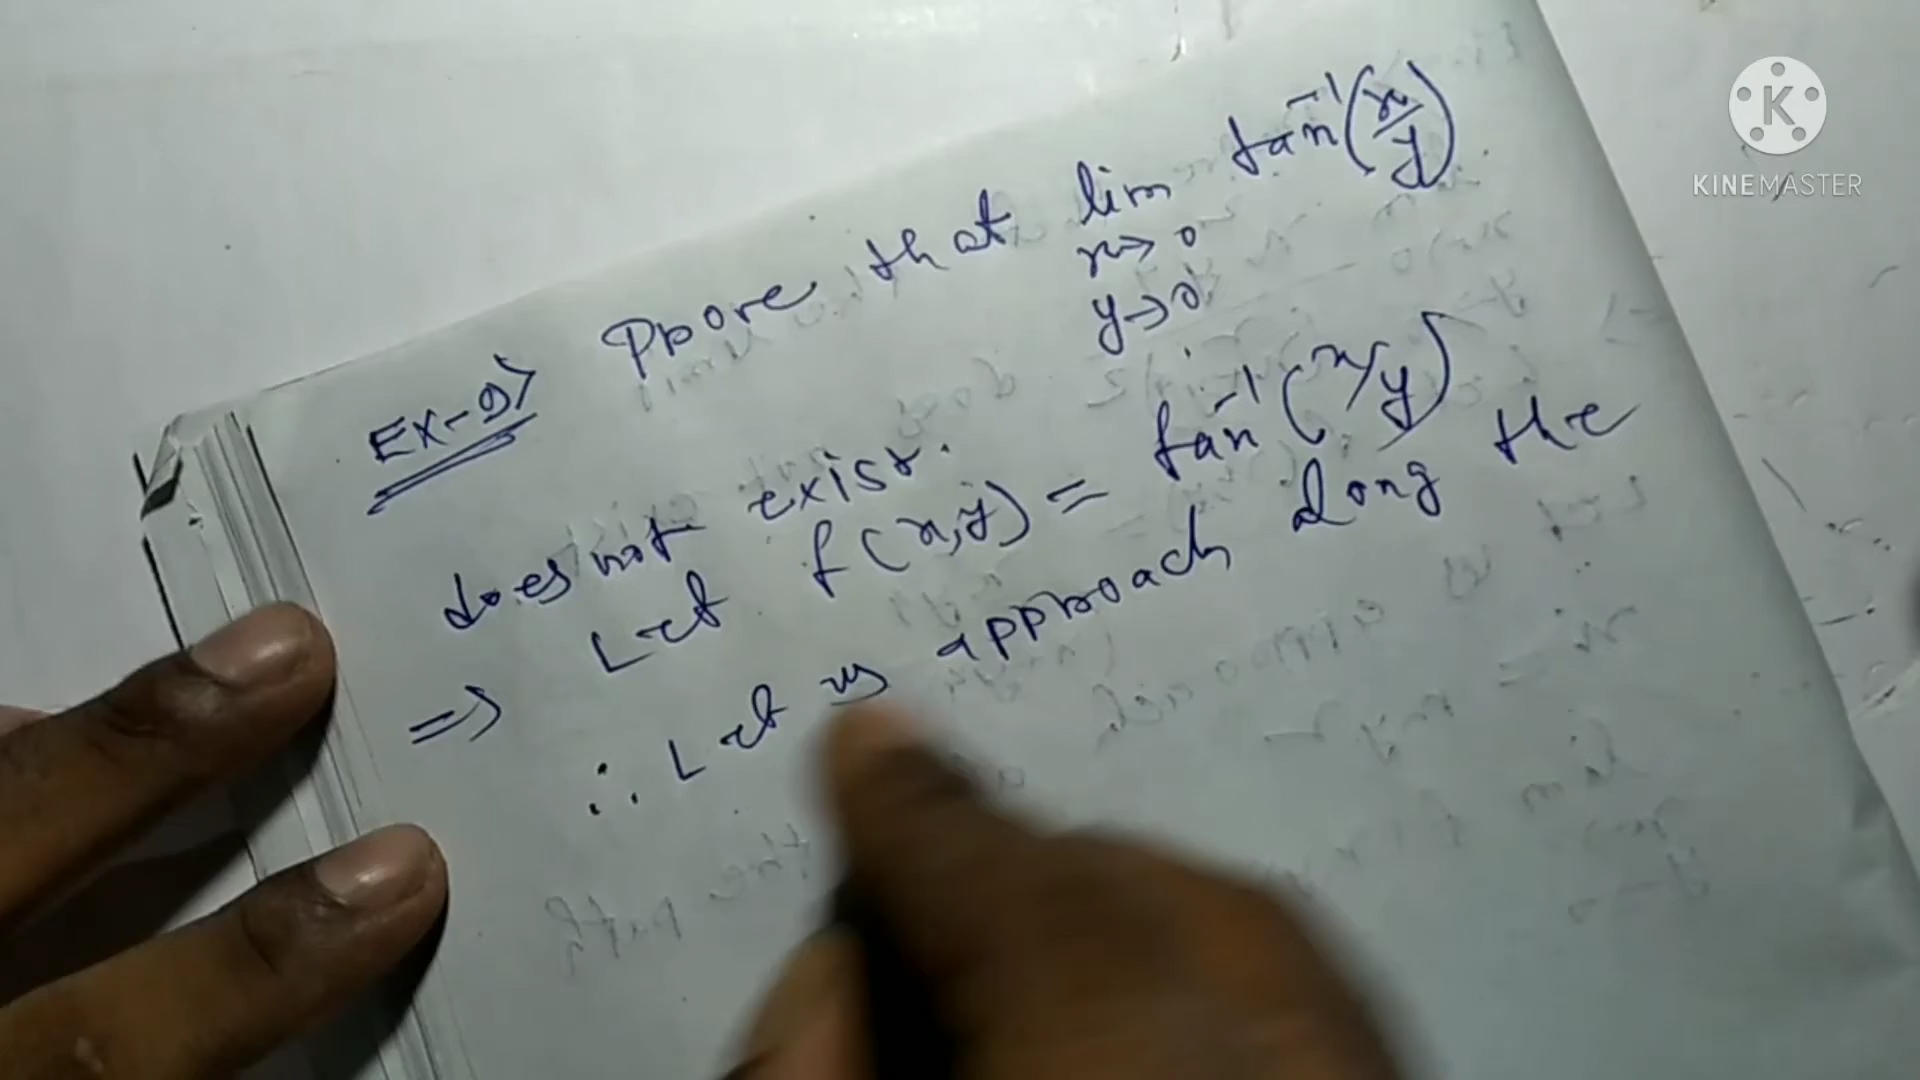 EX-9> Prove that lim tan⁻¹(x/y)
x→0
y→0
does not exist.
⇒ Let f(x,y) = tan⁻¹(x/y)
∴ Let us approach along the
KINEMASTER